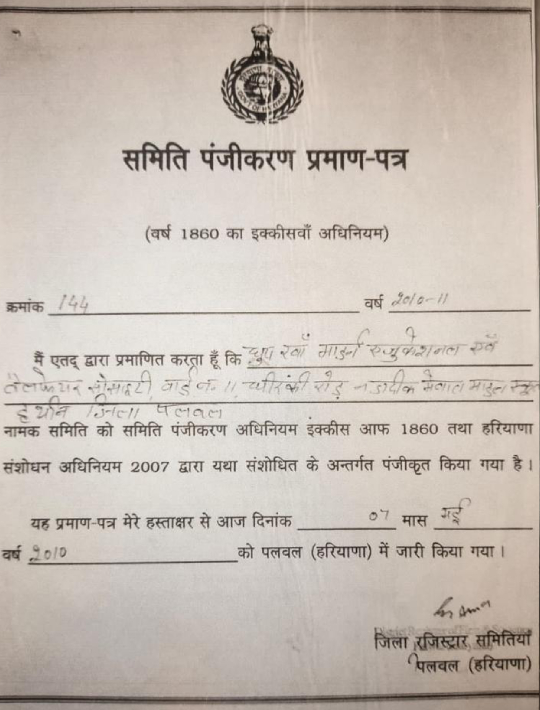 समिति पंजीकरण प्रमाण-पत्र
(वर्ष 1860 का इक्कीसवाँ अधिनियम)
क्रमांक 144 वर्ष 2010-11
मैं एतद् द्वारा प्रमाणित करता हूँ कि खाँ माडर्न एजुकेशनल एवं
वैलफेयर सोसाइटी, वार्ड नं 11, रोड़ नजदीक मेवात माडल स्कूल
हथीन जिला पलवल
नामक समिति को समिति पंजीकरण अधिनियम इक्कीस आफ 1860 तथा हरियाणा
संशोधन अधिनियम 2007 द्वारा यथा संशोधित के अन्तर्गत पंजीकृत किया गया है।
यह प्रमाण-पत्र मेरे हस्ताक्षर से आज दिनांक 07 मास मई
वर्ष 2010 को पलवल (हरियाणा) में जारी किया गया।
जिला रजिस्ट्रार समितियां
पलवल (हरियाणा)